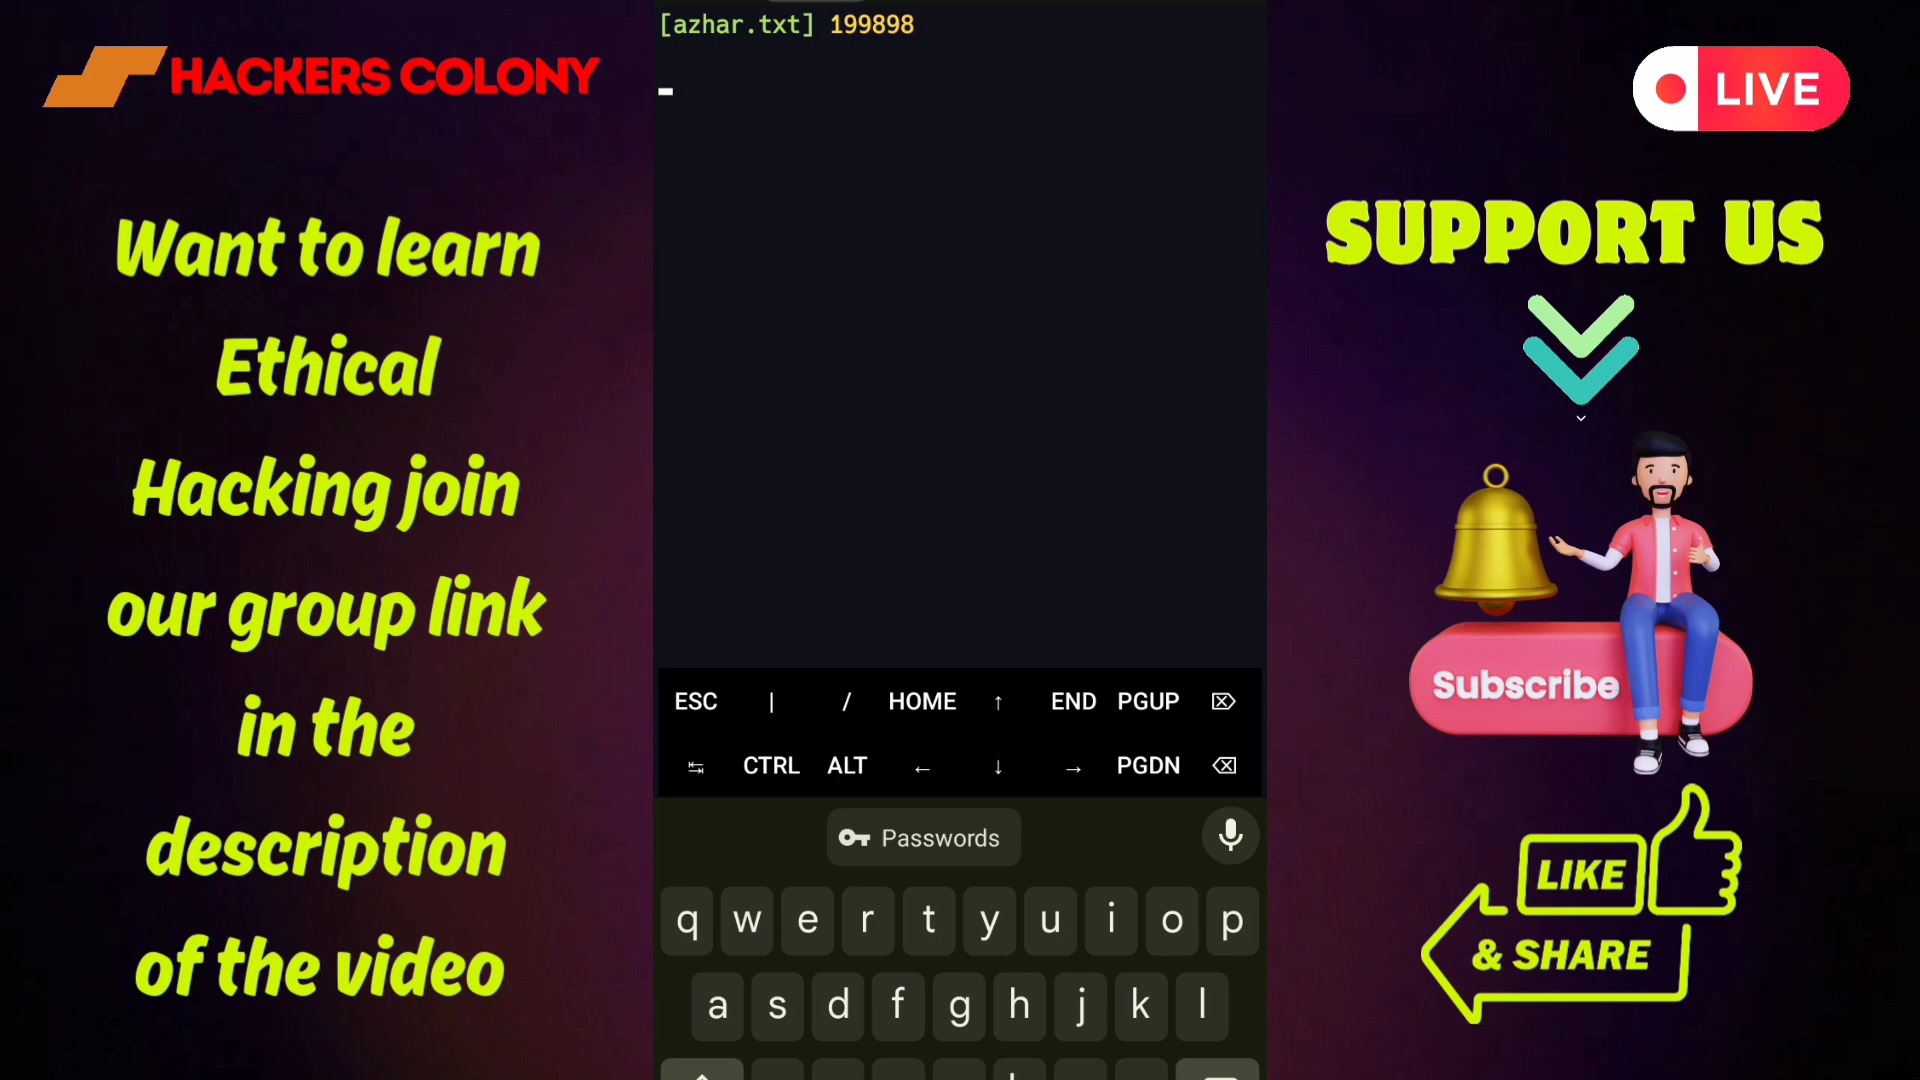 HACKERS COLONY
Want to learn
Ethical
Hacking join
our group link
in the
description
of the video
[azhar.txt] 199898
ESC | / HOME ↑ END PGUP ⌦
↹ CTRL ALT ← ↓ → PGDN ⌫
Passwords
q w e r t y u i o p
a s d f g h j k l
LIVE
SUPPORT US
Subscribe
LIKE
& SHARE